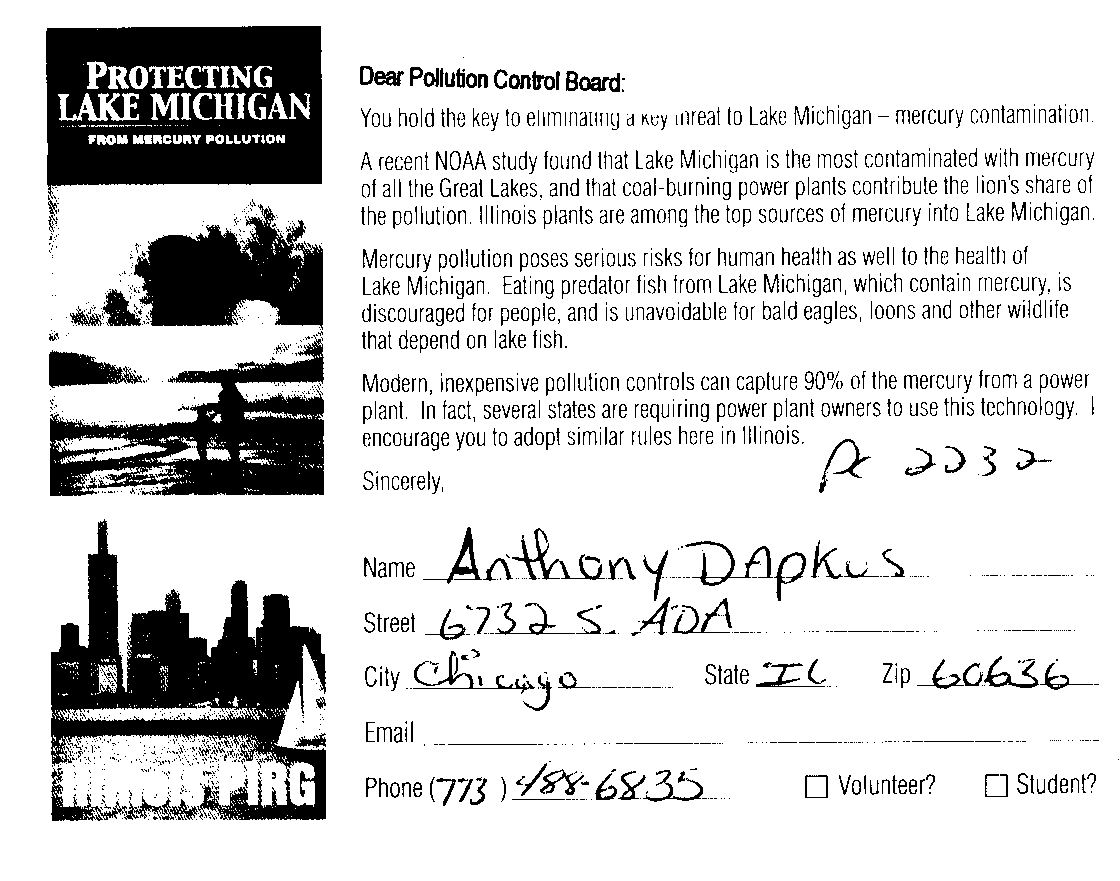 PROTECTING
LAKE MICHIGAN
FROM MERCURY POLLUTION
Dear Pollution Control Board:
You hold the key to eliminating a key threat to Lake Michigan – mercury contamination.
A recent NOAA study found that Lake Michigan is the most contaminated with mercury
of all the Great Lakes, and that coal-burning power plants contribute the lion's share of
the pollution. Illinois plants are among the top sources of mercury into Lake Michigan.
Mercury pollution poses serious risks for human health as well to the health of
Lake Michigan. Eating predator fish from Lake Michigan, which contain mercury, is
discouraged for people, and is unavoidable for bald eagles, loons and other wildlife
that depend on lake fish.
Modern, inexpensive pollution controls can capture 90% of the mercury from a power
plant. In fact, several states are requiring power plant owners to use this technology. I
encourage you to adopt similar rules here in Illinois.
2232
Sincerely,
Name Anthony DApkus
Street 6732 S. ADA
City Chicago State IL Zip 60636
Email
Phone (773) 488-6835 Volunteer? Student?
Illinois PIRG